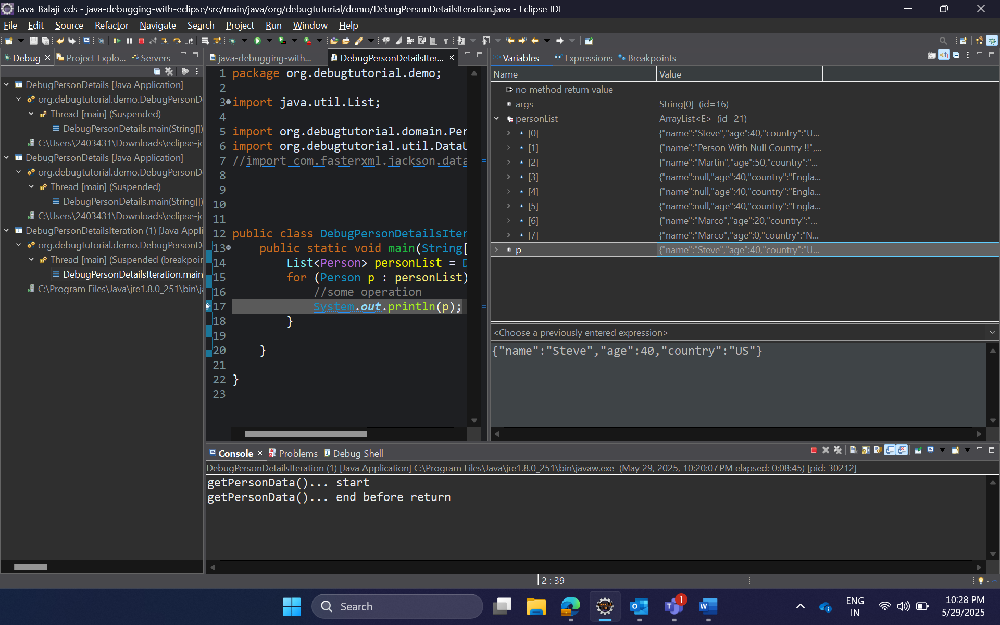 Java_Balaji_cds - java-debugging-with-eclipse/src/main/java/org/debugtutorial/demo/DebugPersonDetailsIteration.java - Eclipse IDE
File Edit Source Refactor Navigate Search Project Run Window Help
Debug Project Explo... Servers
DebugPersonDetails [Java Application]
org.debugtutorial.demo.DebugPersonD
Thread [main] (Suspended)
DebugPersonDetails.main(String[])
C:\Users\2403431\Downloads\eclipse-je
DebugPersonDetails [Java Application]
org.debugtutorial.demo.DebugPersonD
Thread [main] (Suspended)
DebugPersonDetails.main(String[])
C:\Users\2403431\Downloads\eclipse-je
DebugPersonDetailsIteration (1) [Java Appli
org.debugtutorial.demo.DebugPersonD
Thread [main] (Suspended (breakpoin
DebugPersonDetailsIteration.main
C:\Program Files\Java\jre1.8.0_251\bin\ja
java-debugging-with... DebugPersonDetailsIter...
1 package org.debugtutorial.demo;
2
3 import java.util.List;
4
5 import org.debugtutorial.domain.Per
6 import org.debugtutorial.util.DataU
7 //import com.fasterxml.jackson.data
8
9
10
11
12 public class DebugPersonDetailsIter
13 public static void main(String[
14 List<Person> personList = D
15 for (Person p : personList)
16 //some operation
17 System.out.println(p);
18 }
19
20 }
21
22 }
23
Variables Expressions Breakpoints
Name Value
no method return value
args String[0] (id=16)
personList ArrayList<E> (id=21)
[0] {"name":"Steve","age":40,"country":"U...
[1] {"name":"Person With Null Country !!",...
[2] {"name":"Martin","age":50,"country":"...
[3] {"name":null,"age":40,"country":"Engla...
[4] {"name":null,"age":40,"country":"Engla...
[5] {"name":null,"age":40,"country":"Engla...
[6] {"name":"Marco","age":20,"country":"...
[7] {"name":"Marco","age":0,"country":"N...
p {"name":"Steve","age":40,"country":"U...
<Choose a previously entered expression>
{"name":"Steve","age":40,"country":"US"}
Console Problems Debug Shell
DebugPersonDetailsIteration (1) [Java Application] C:\Program Files\Java\jre1.8.0_251\bin\javaw.exe (May 29, 2025, 10:20:07 PM elapsed: 0:08:45) [pid: 30212]
getPersonData()... start
getPersonData()... end before return
2 : 39
Search
1
ENG
IN
10:28 PM
5/29/2025